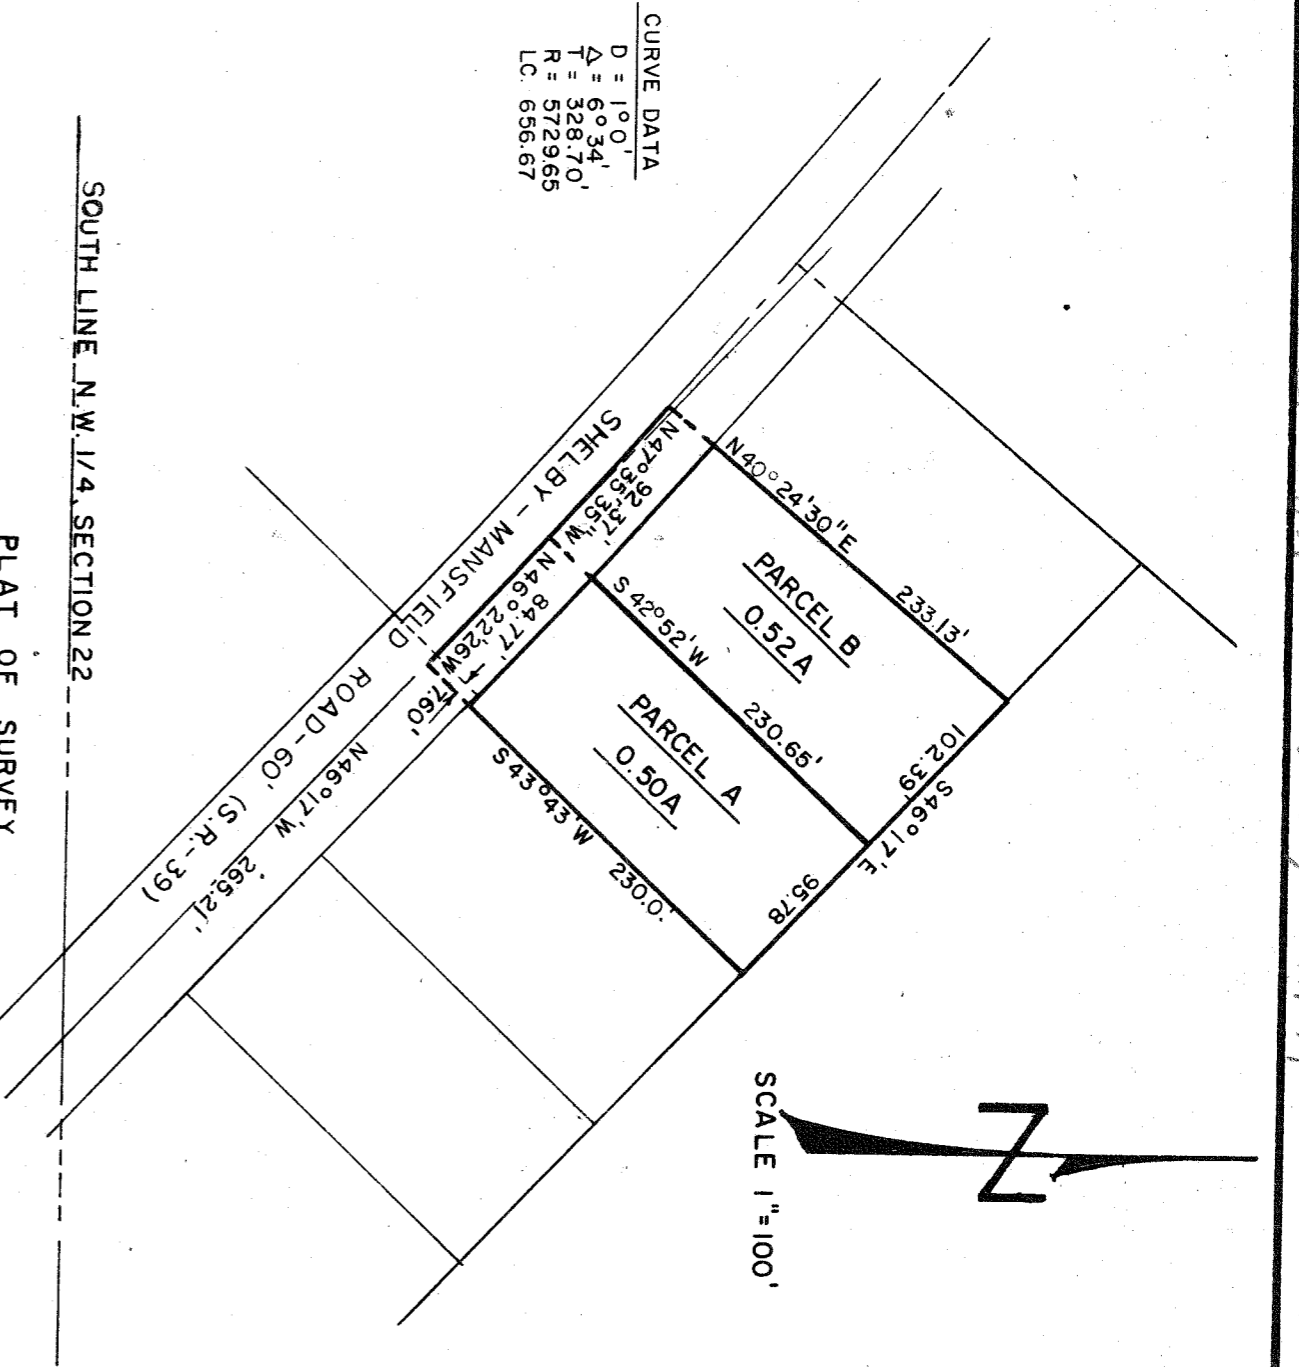 CURVE DATA
D = 1°0'
Δ = 6°34'
T = 328.70'
R = 5729.65
LC. 656.67
SHELBY - MANSFIELD ROAD-60' (S.R.-39)
N40°24'30"E 233.13'
N47°35'35"W
92.37'
PARCEL B
0.52 A
S42°52'W 230.65'
N46°22'26W
84.77'
17.60'
PARCEL A
0.50A
102.39'
S46°17'E
95.78
S43°43'W 230.0'
N46°17'W 265.21'
SCALE 1"=100'
N
SOUTH LINE N.W. 1/4, SECTION 22
PLAT OF SURVEY